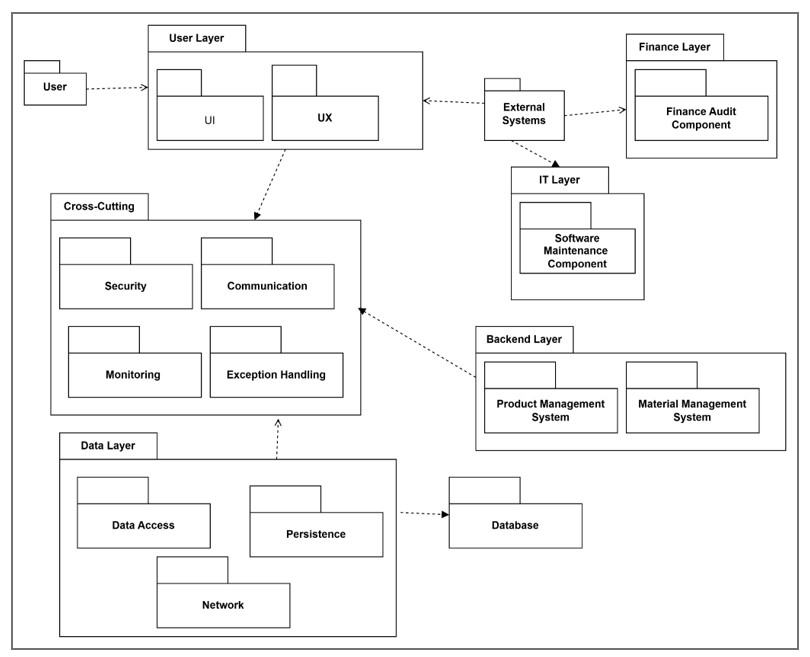 User Layer
Finance Layer
User
UI
UX
External
Systems
Finance Audit
Component
IT Layer
Cross-Cutting
Software
Maintenance
Component
Security
Communication
Backend Layer
Monitoring
Exception Handling
Product Management
System
Material Management
System
Data Layer
Data Access
Persistence
Database
Network